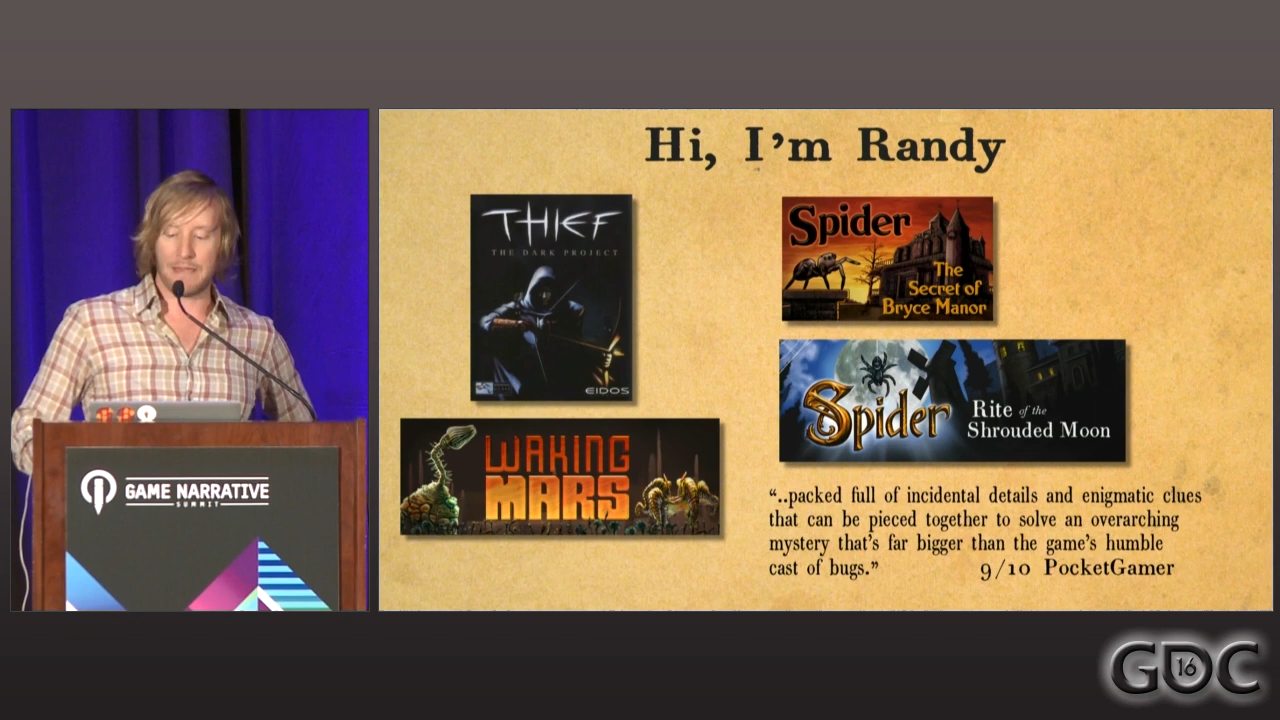 Hi, I'm Randy
THIEF
THE DARK PROJECT
EIDOS
Spider
The
Secret of
Bryce Manor
WAKING
MARS
Spider
Rite of the
Shrouded Moon
“..packed full of incidental details and enigmatic clues
that can be pieced together to solve an overarching
mystery that's far bigger than the game's humble
cast of bugs.” 9/10 PocketGamer
GAME NARRATIVE
SUMMIT
GDC
16